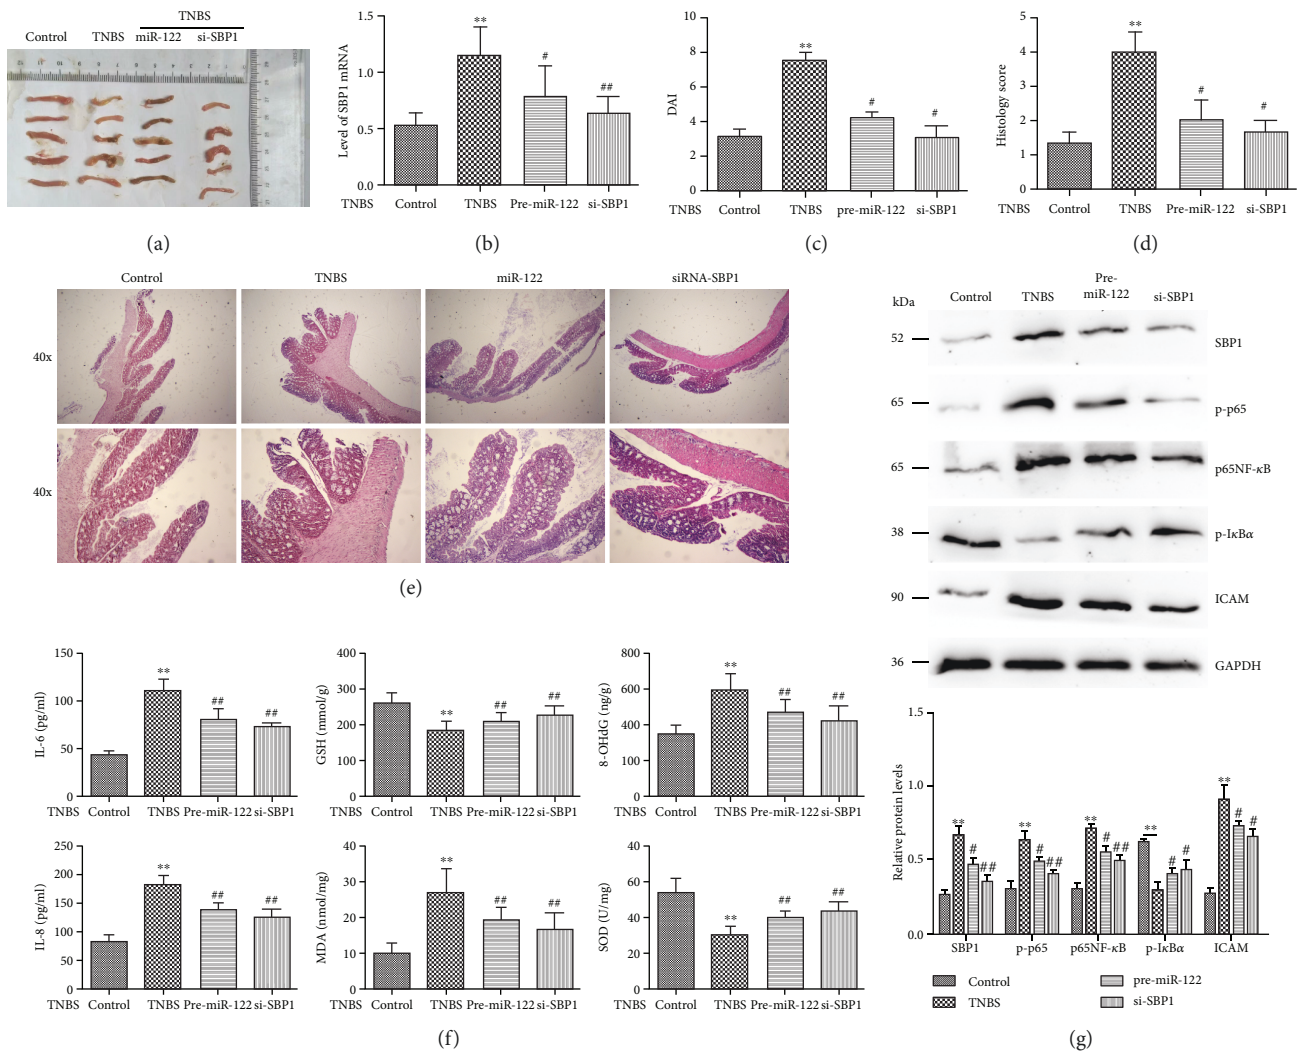 TNBS
Control TNBS miR-122 si-SBP1
(a)
Level of SBP1 mRNA
1.5
1.0
0.5
0.0
** # ##
TNBS Control TNBS Pre-miR-122 si-SBP1
(b)
DAI
10
8
6
4
2
0
** # #
TNBS Control TNBS pre-miR-122 si-SBP1
(c)
Histology score
5
4
3
2
1
0
** # #
TNBS Control TNBS Pre-miR-122 si-SBP1
(d)
Control TNBS miR-122 siRNA-SBP1
40x
40x
(e)
IL-6 (pg/ml)
150
100
50
0
** ## ##
TNBS Control TNBS Pre-miR-122 si-SBP1
GSH (mmol/g)
400
300
200
100
0
** ## ##
TNBS Control TNBS Pre-miR-122 si-SBP1
8-OHdG (ng/g)
800
600
400
200
0
** ## ##
TNBS Control TNBS Pre-miR-122 si-SBP1
IL-8 (pg/ml)
250
200
150
100
50
0
** ## ##
TNBS Control TNBS Pre-miR-122 si-SBP1
MDA (nmol/mg)
40
30
20
10
0
** ## ##
TNBS Control TNBS Pre-miR-122 si-SBP1
SOD (U/mg)
60
40
20
0
** ## ##
TNBS Control TNBS Pre-miR-122 si-SBP1
(f)
kDa Control TNBS Pre-
miR-122 si-SBP1
52 SBP1
65 p-p65
65 p65NF-κB
38 p-IκBα
90 ICAM
36 GAPDH
Relative protein levels
1.5
1.0
0.5
0.0
** # ## ** # ## ** # ## ** # # ** # #
SBP1 p-p65 p65NF-κB p-IκBα ICAM
Control pre-miR-122
TNBS si-SBP1
(g)